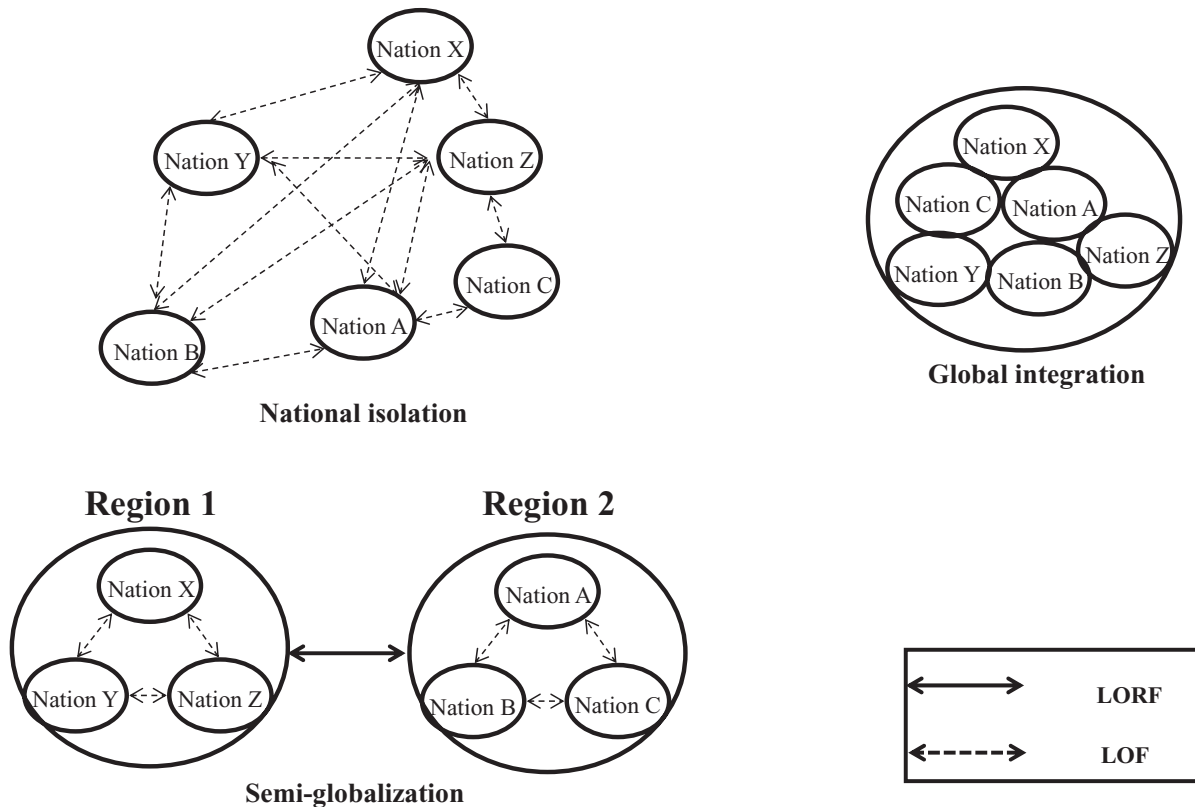 Nation X
Nation Y
Nation Z
Nation C
Nation A
Nation B
National isolation
Nation X
Nation C
Nation A
Nation Z
Nation Y
Nation B
Global integration
Region 1
Region 2
Nation X
Nation Y
Nation Z
Nation A
Nation B
Nation C
Semi-globalization
LORF
LOF